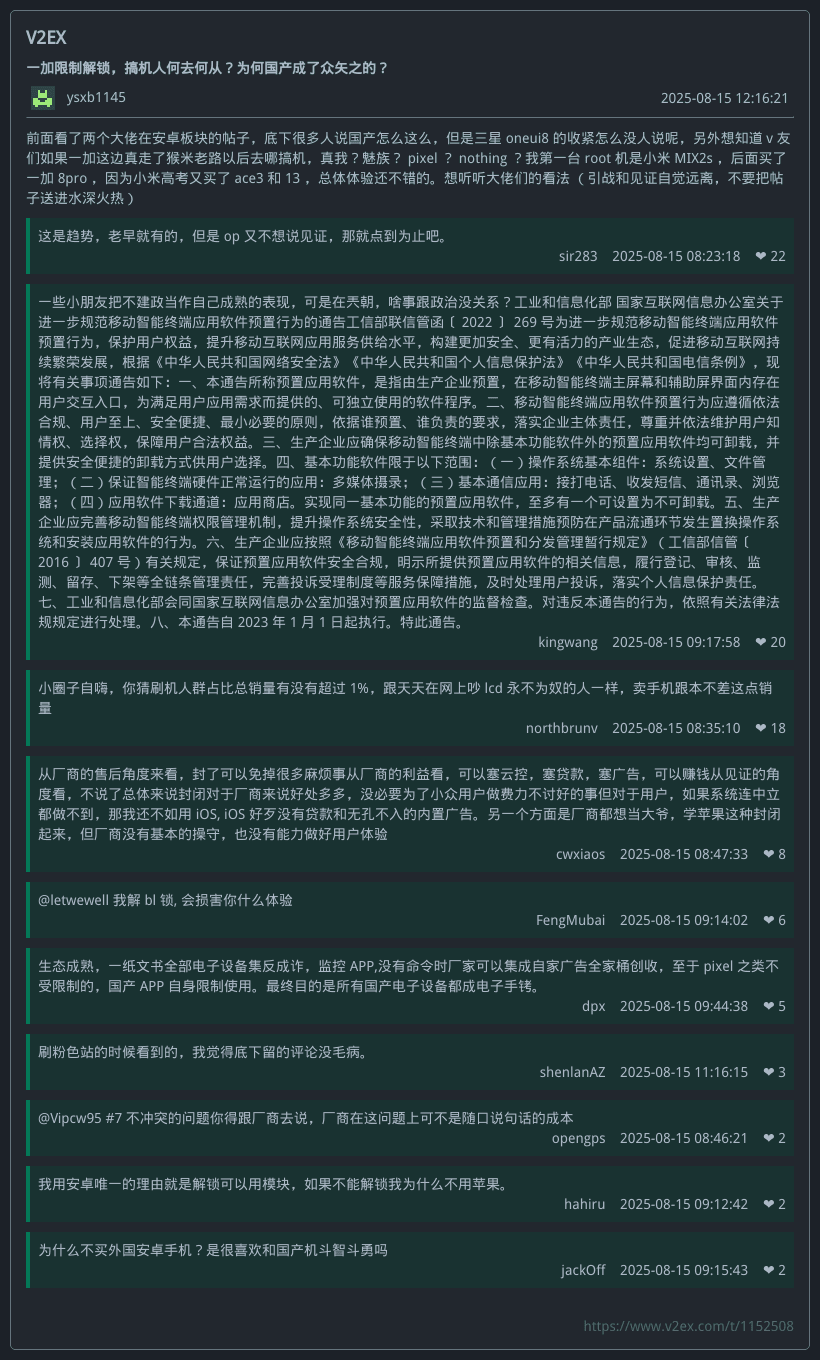 V2EX
一加限制解锁，搞机人何去何从？为何国产成了众矢之的？
ysxb1145 2025-08-15 12:16:21
前面看了两个大佬在安卓板块的帖子，底下很多人说国产怎么这么，但是三星 oneui8 的收紧怎么没人说呢，另外想知道 v 友
们如果一加这边真走了猴米老路以后去哪搞机，真我？魅族？ pixel ？ nothing ？我第一台 root 机是小米 MIX2s ，后面买了
一加 8pro ，因为小米高考又买了 ace3 和 13 ，总体体验还不错的。想听听大佬们的看法 （ 引战和见证自觉远离，不要把帖
子送进水深火热 ）
这是趋势，老早就有的，但是 op 又不想说见证，那就点到为止吧。
sir283 2025-08-15 08:23:18 ❤ 22
一些小朋友把不建政当作自己成熟的表现，可是在兲朝，啥事跟政治没关系？工业和信息化部 国家互联网信息办公室关于
进一步规范移动智能终端应用软件预置行为的通告工信部联信管函〔 2022 〕269 号为进一步规范移动智能终端应用软件
预置行为，保护用户权益，提升移动互联网应用服务供给水平，构建更加安全、更有活力的产业生态，促进移动互联网持
续繁荣发展，根据《中华人民共和国网络安全法》《中华人民共和国个人信息保护法》《中华人民共和国电信条例》，现
将有关事项通告如下：一、本通告所称预置应用软件，是指由生产企业预置，在移动智能终端主屏幕和辅助屏界面内存在
用户交互入口，为满足用户应用需求而提供的、可独立使用的软件程序。二、移动智能终端应用软件预置行为应遵循依法
合规、用户至上、安全便捷、最小必要的原则，依据谁预置、谁负责的要求，落实企业主体责任，尊重并依法维护用户知
情权、选择权，保障用户合法权益。三、生产企业应确保移动智能终端中除基本功能软件外的预置应用软件均可卸载，并
提供安全便捷的卸载方式供用户选择。四、基本功能软件限于以下范围：（ 一 ）操作系统基本组件：系统设置、文件管
理；（ 二 ）保证智能终端硬件正常运行的应用：多媒体摄录；（ 三 ）基本通信应用：接打电话、收发短信、通讯录、浏览
器；（ 四 ）应用软件下载通道：应用商店。实现同一基本功能的预置应用软件，至多有一个可设置为不可卸载。五、生产
企业应完善移动智能终端权限管理机制，提升操作系统安全性，采取技术和管理措施预防在产品流通环节发生置换操作系
统和安装应用软件的行为。六、生产企业应按照《移动智能终端应用软件预置和分发管理暂行规定》（ 工信部信管〔
2016 〕407 号 ）有关规定，保证预置应用软件安全合规，明示所提供预置应用软件的相关信息，履行登记、审核、监
测、留存、下架等全链条管理责任，完善投诉受理制度等服务保障措施，及时处理用户投诉，落实个人信息保护责任。
七、工业和信息化部会同国家互联网信息办公室加强对预置应用软件的监督检查。对违反本通告的行为，依照有关法律法
规规定进行处理。八、本通告自 2023 年 1 月 1 日起执行。特此通告。
kingwang 2025-08-15 09:17:58 ❤ 20
小圈子自嗨，你猜刷机人群占比总销量有没有超过 1%，跟天天在网上吵 lcd 永不为奴的人一样，卖手机跟本不差这点销
量
northbrunv 2025-08-15 08:35:10 ❤ 18
从厂商的售后角度来看，封了可以免掉很多麻烦事从厂商的利益看，可以塞云控，塞贷款，塞广告，可以赚钱从见证的角
度看，不说了总体来说封闭对于厂商来说好处多多，没必要为了小众用户做费力不讨好的事但对于用户，如果系统连中立
都做不到，那我还不如用 iOS, iOS 好歹没有贷款和无孔不入的内置广告。另一个方面是厂商都想当大爷，学苹果这种封闭
起来，但厂商没有基本的操守，也没有能力做好用户体验
cwxiaos 2025-08-15 08:47:33 ❤ 8
@letwewell 我解 bl 锁, 会损害你什么体验
FengMubai 2025-08-15 09:14:02 ❤ 6
生态成熟，一纸文书全部电子设备集反成诈，监控 APP,没有命令时厂家可以集成自家广告全家桶创收，至于 pixel 之类不
受限制的，国产 APP 自身限制使用。最终目的是所有国产电子设备都成电子手铐。
dpx 2025-08-15 09:44:38 ❤ 5
刷粉色站的时候看到的，我觉得底下留的评论没毛病。
shenlanAZ 2025-08-15 11:16:15 ❤ 3
@Vipcw95 #7 不冲突的问题你得跟厂商去说，厂商在这问题上可不是随口说句话的成本
opengps 2025-08-15 08:46:21 ❤ 2
我用安卓唯一的理由就是解锁可以用模块，如果不能解锁我为什么不用苹果。
hahiru 2025-08-15 09:12:42 ❤ 2
为什么不买外国安卓手机？是很喜欢和国产机斗智斗勇吗
jackOff 2025-08-15 09:15:43 ❤ 2
https://www.v2ex.com/t/1152508